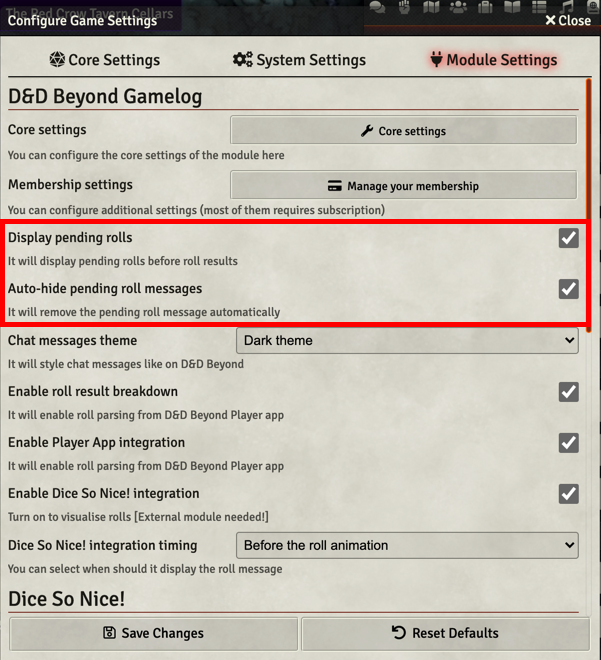 The Red Crow Tavern Cellars
Configure Game Settings
Close
Core Settings
System Settings
Module Settings
D&D Beyond Gamelog
Core settings
Core settings
You can configure the core settings of the module here
Membership settings
Manage your membership
You can configure additional settings (most of them requires subscription)
Display pending rolls
It will display pending rolls before roll results
Auto-hide pending roll messages
It will remove the pending roll message automatically
Chat messages theme
Dark theme
It will style chat messages like on D&D Beyond
Enable roll result breakdown
It will enable roll parsing from D&D Beyond Player app
Enable Player App integration
It will enable roll parsing from D&D Beyond Player app
Enable Dice So Nice! integration
Turn on to visualise rolls [External module needed!]
Dice So Nice! integration timing
Before the roll animation
You can select when should it display the roll message
Dice So Nice!
Save Changes
Reset Defaults